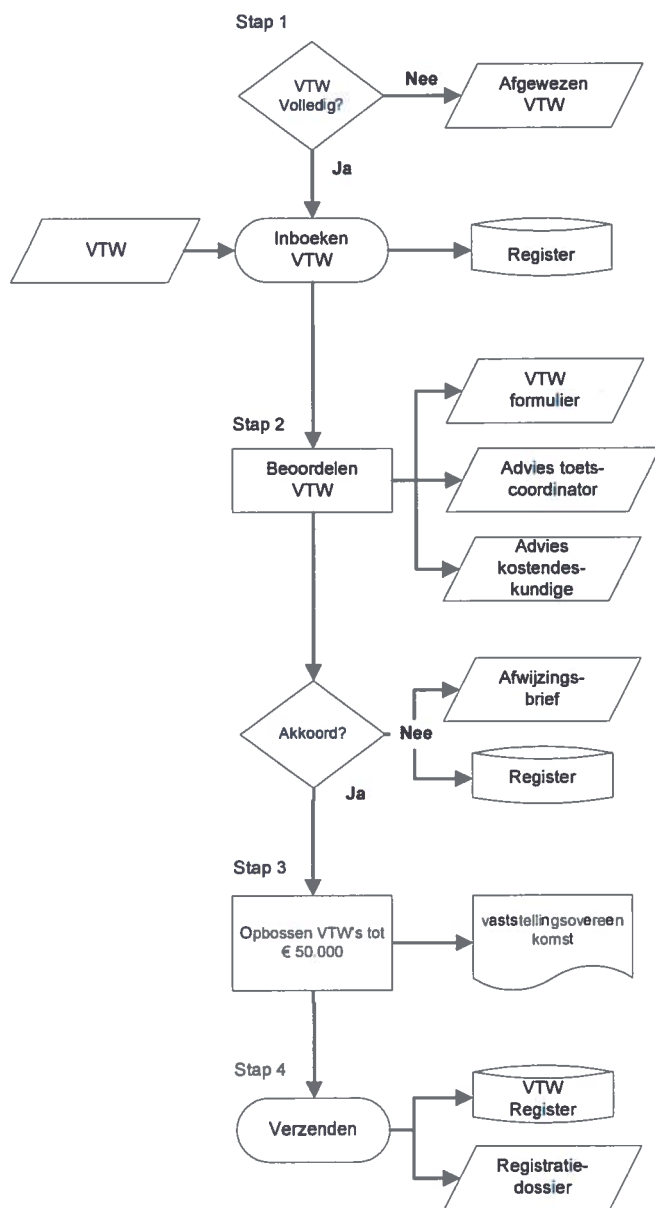 Stap 1
VTW
Volledig?
Nee
Afgewezen
VTW
Ja
VTW
Inboeken
VTW
Register
Stap 2
Beoordelen
VTW
VTW
formulier
Advies toets-
coordinator
Advies
kostendes-
kundige
Akkoord?
Nee
Afwijzings-
brief
Register
Ja
Stap 3
Opbossen VTW's tot
€ 50.000
vaststellingsovereen
komst
Stap 4
Verzenden
VTW
Register
Registratie-
dossier